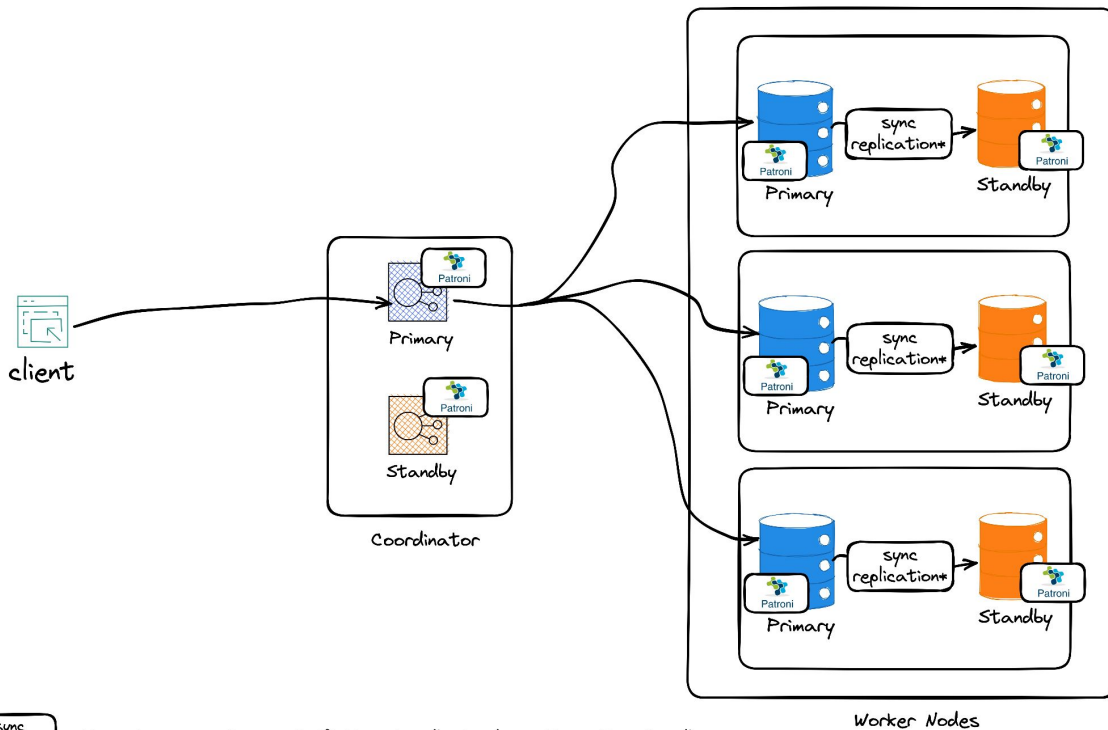 client
Patroni
Primary
Patroni
Standby
Coordinator
sync
replication*
Patroni
Primary
Patroni
Standby
sync
replication*
Patroni
Primary
Patroni
Standby
sync
replication*
Patroni
Primary
Patroni
Standby
Worker Nodes
sync